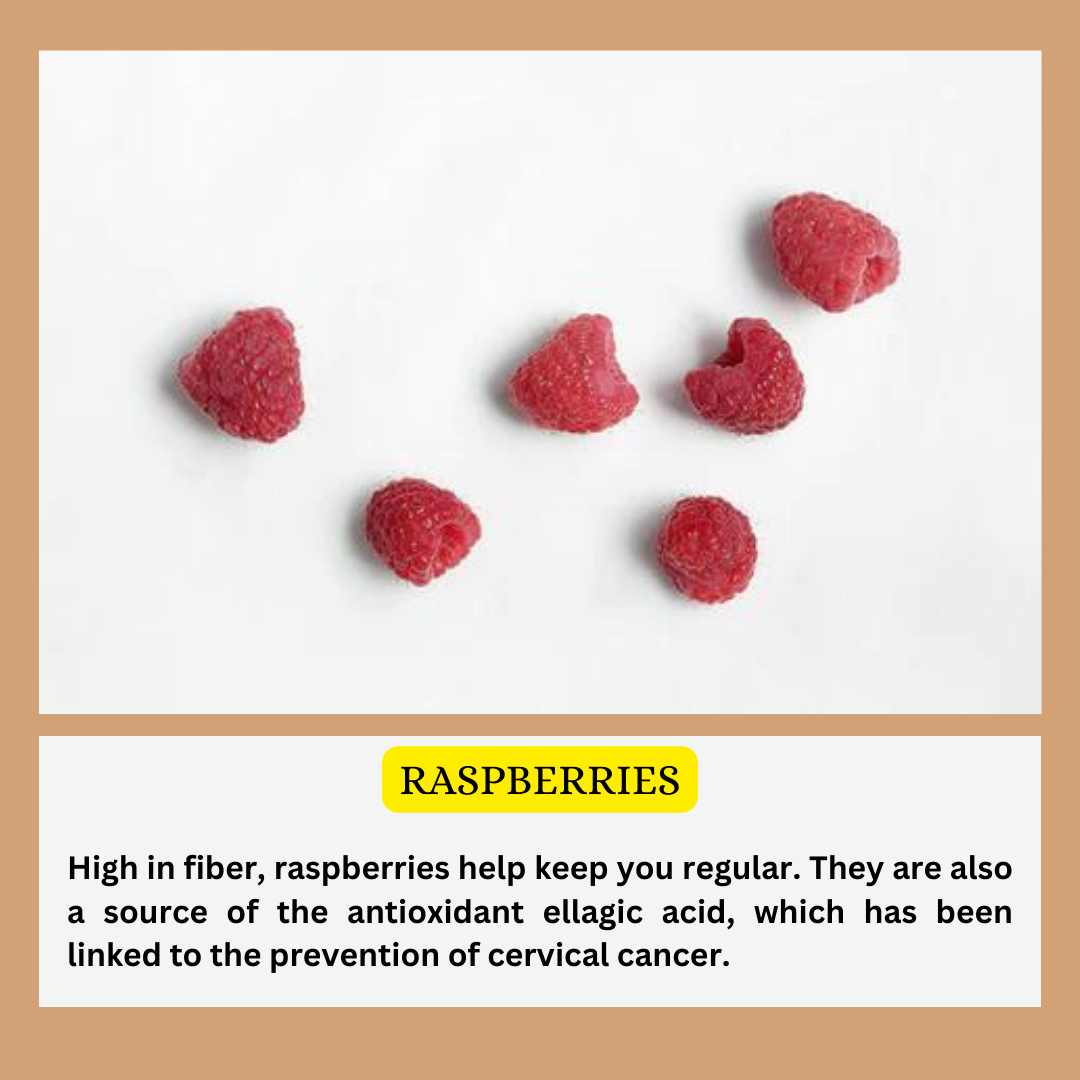 RASPBERRIES
High in fiber, raspberries help keep you regular. They are also
a source of the antioxidant ellagic acid, which has been
linked to the prevention of cervical cancer.